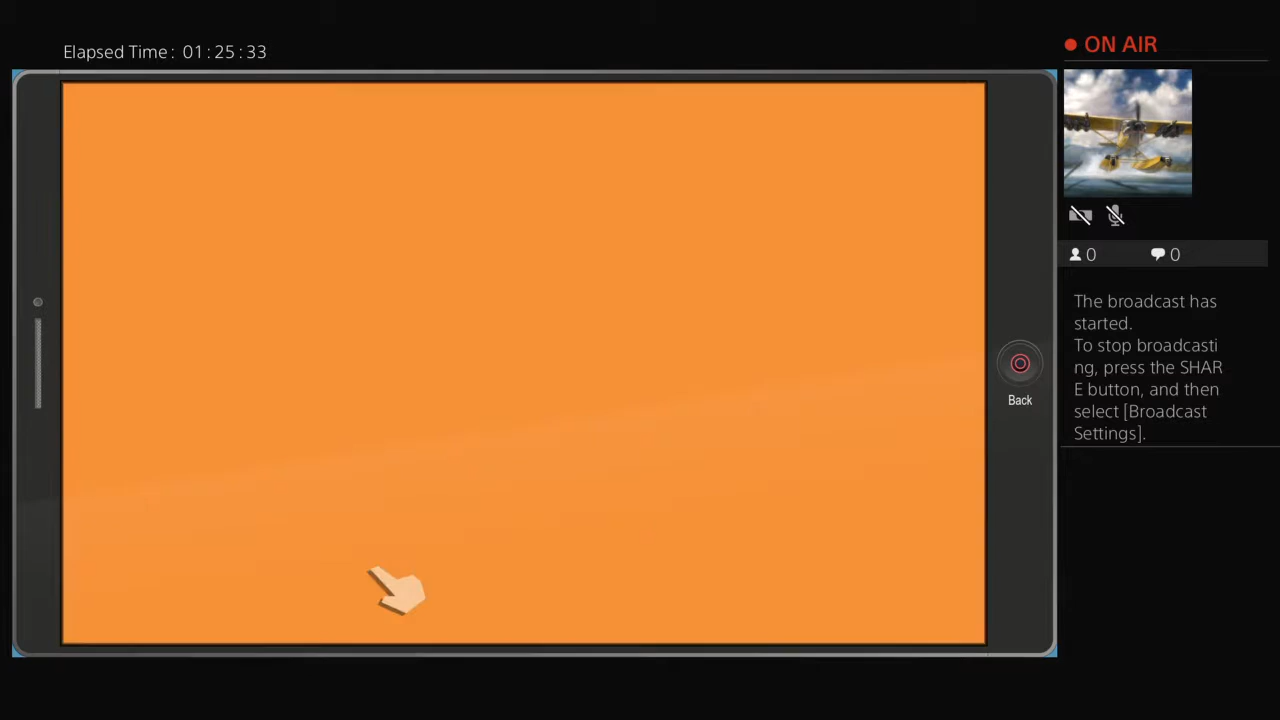 Elapsed Time: 01:25:33
ON AIR
0
0
The broadcast has
started.
To stop broadcasti
ng, press the SHAR
E button, and then
select [Broadcast
Settings].
Back